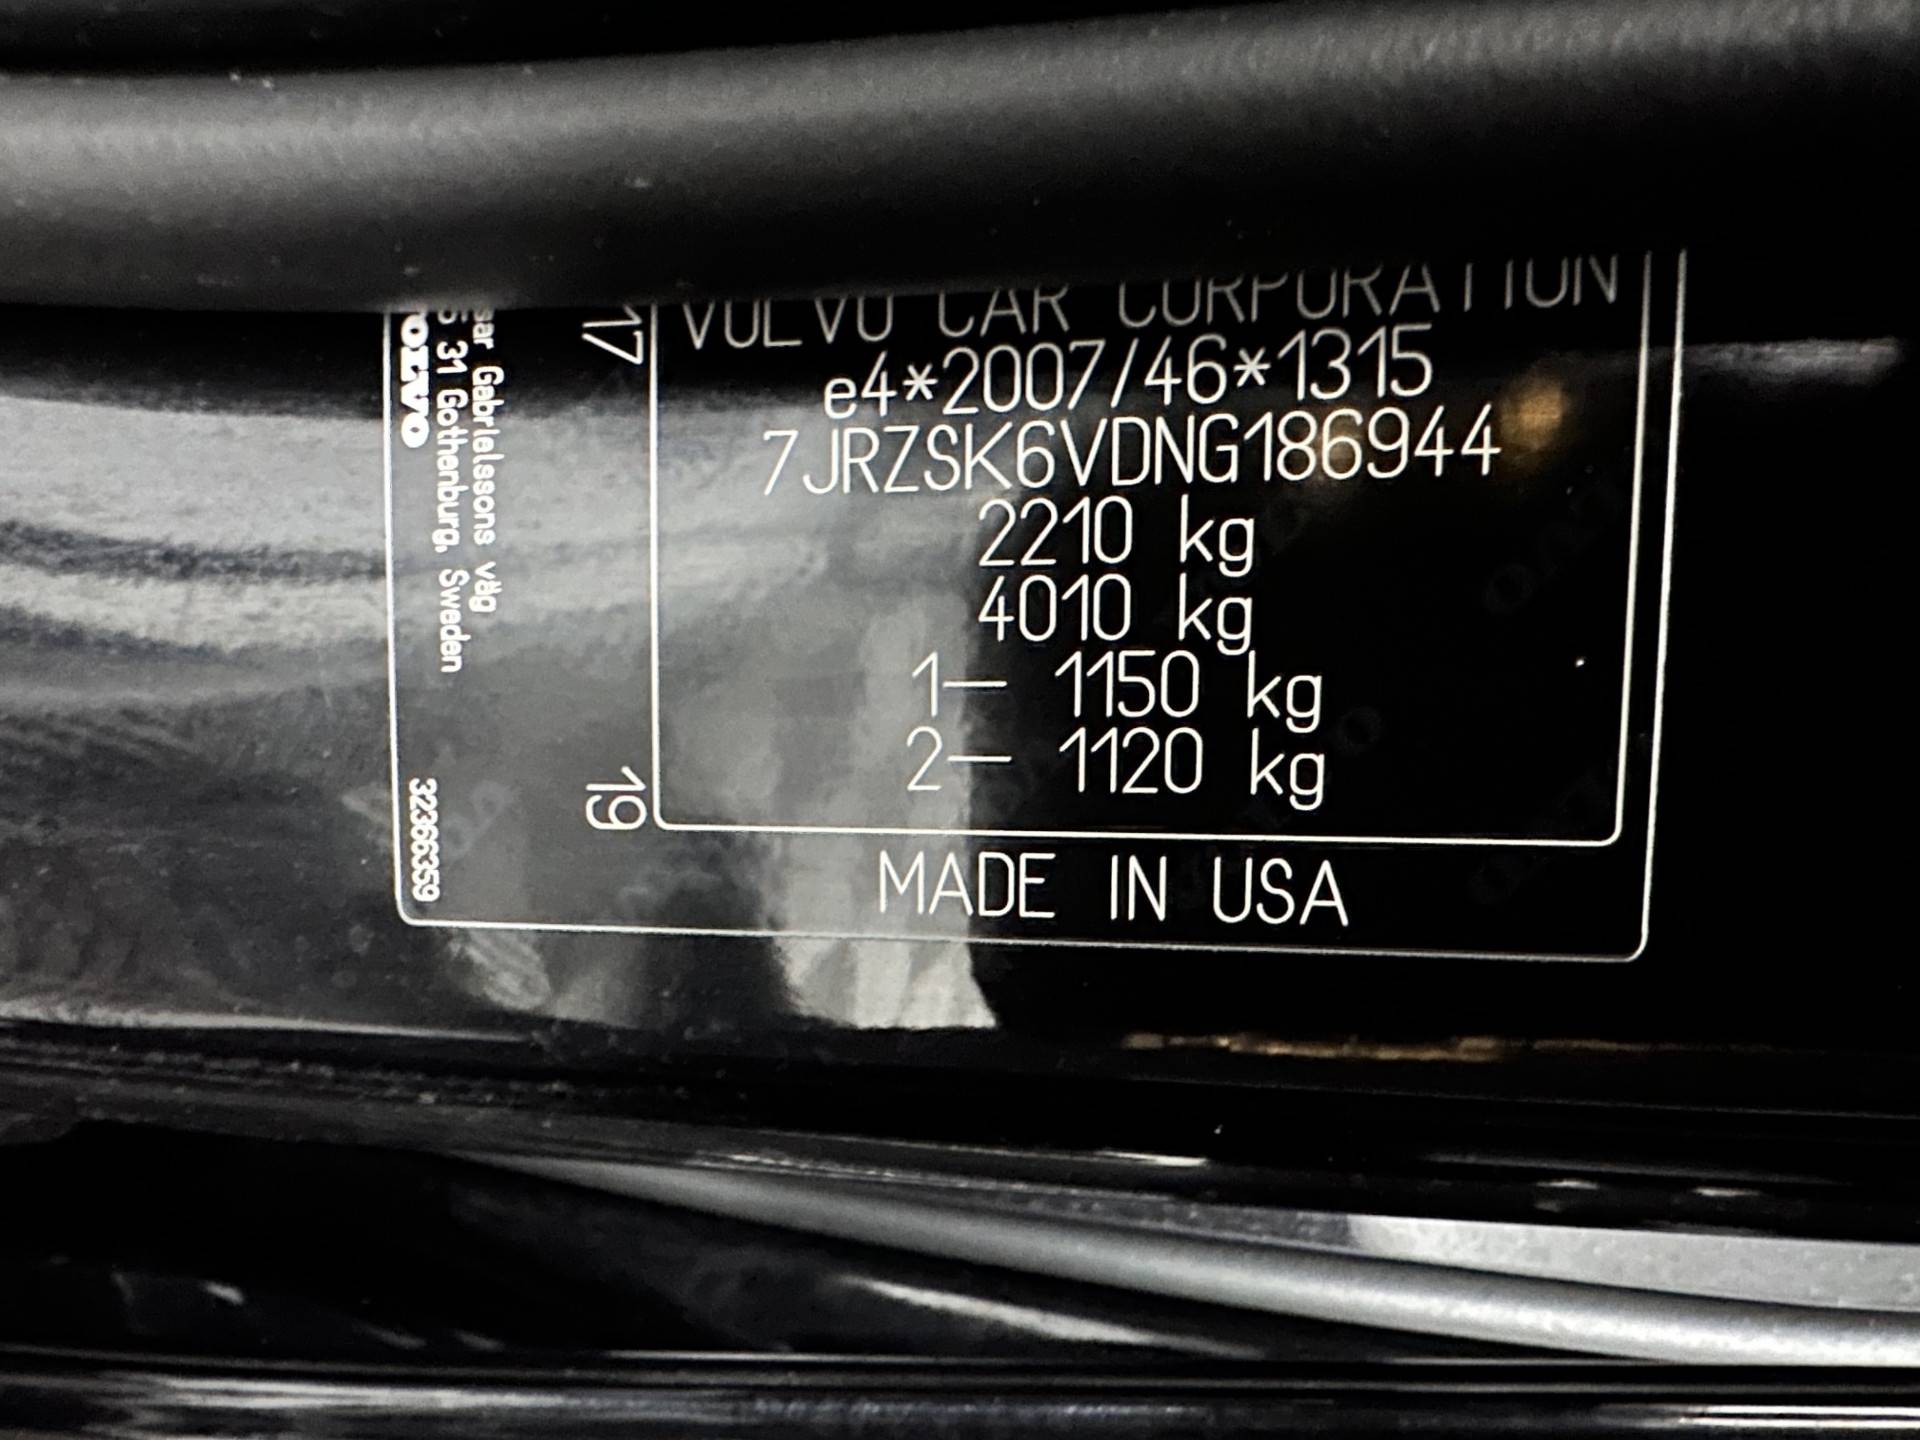 VOLVO CAR CORPORATION
e4*2007/46*1315
7JRZSK6VDNG186944
2210 kg
4010 kg
1– 1150 kg
2– 1120 kg
MADE IN USA
17
19
Gabrielssons väg
31 Gothenburg, Sweden
VOLVO
32366359